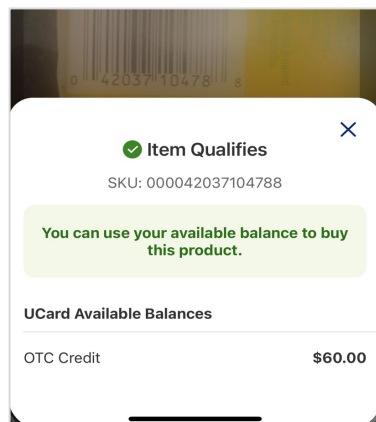 0 42037 10478 8
Item Qualifies
SKU: 000042037104788
You can use your available balance to buy
this product.
UCard Available Balances
OTC Credit $60.00